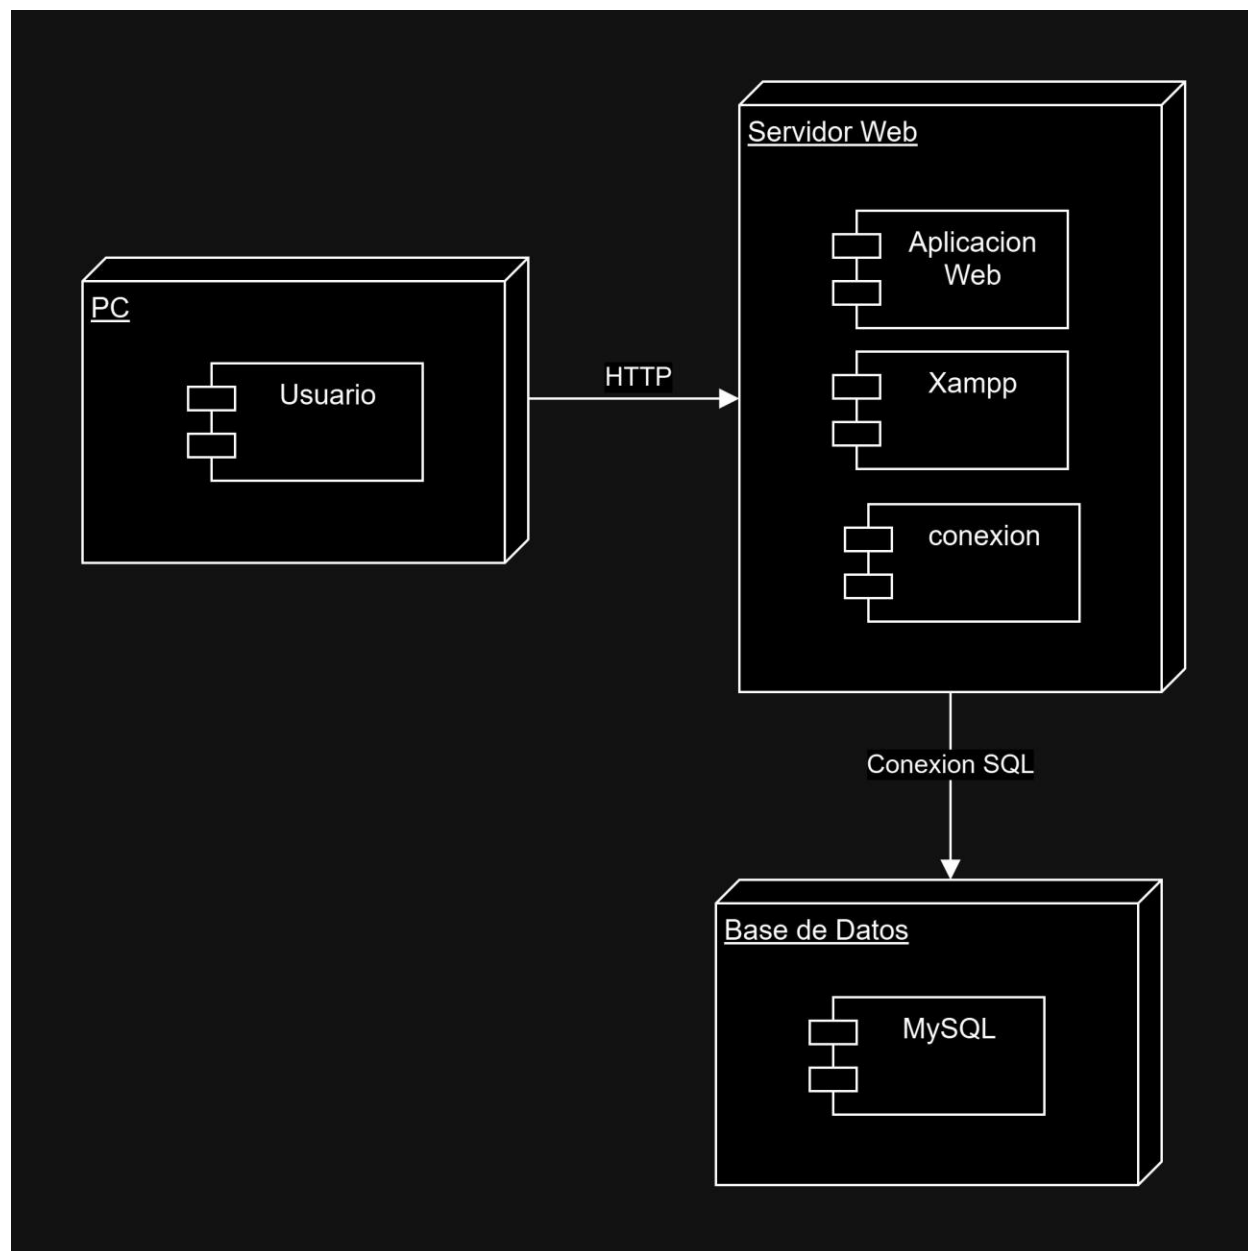 PC
Usuario
HTTP
Servidor Web
Aplicacion
Web
Xampp
conexion
Conexion SQL
Base de Datos
MySQL